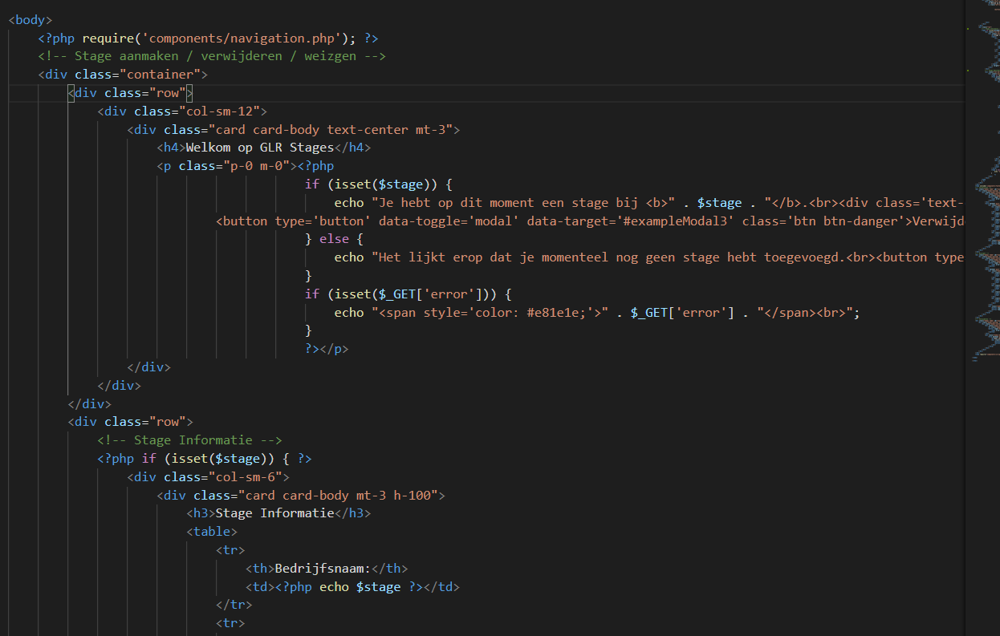 <body>
<?php require('components/navigation.php'); ?>
<!-- Stage aanmaken / verwijderen / weizgen -->
<div class="container">
<div class="row">
<div class="col-sm-12">
<div class="card card-body text-center mt-3">
<h4>Welkom op GLR Stages</h4>
<p class="p-0 m-0"><?php
if (isset($stage)) {
echo "Je hebt op dit moment een stage bij <b>" . $stage . "</b>.<br><div class='text-
<button type='button' data-toggle='modal' data-target='#exampleModal3' class='btn btn-danger'>Verwijd
} else {
echo "Het lijkt erop dat je momenteel nog geen stage hebt toegevoegd.<br><button type
}
if (isset($_GET['error'])) {
echo "<span style='color: #e81e1e;'>" . $_GET['error'] . "</span><br>";
}
?></p>
</div>
</div>
</div>
<div class="row">
<!-- Stage Informatie -->
<?php if (isset($stage)) { ?>
<div class="col-sm-6">
<div class="card card-body mt-3 h-100">
<h3>Stage Informatie</h3>
<table>
<tr>
<th>Bedrijfsnaam:</th>
<td><?php echo $stage ?></td>
</tr>
<tr>